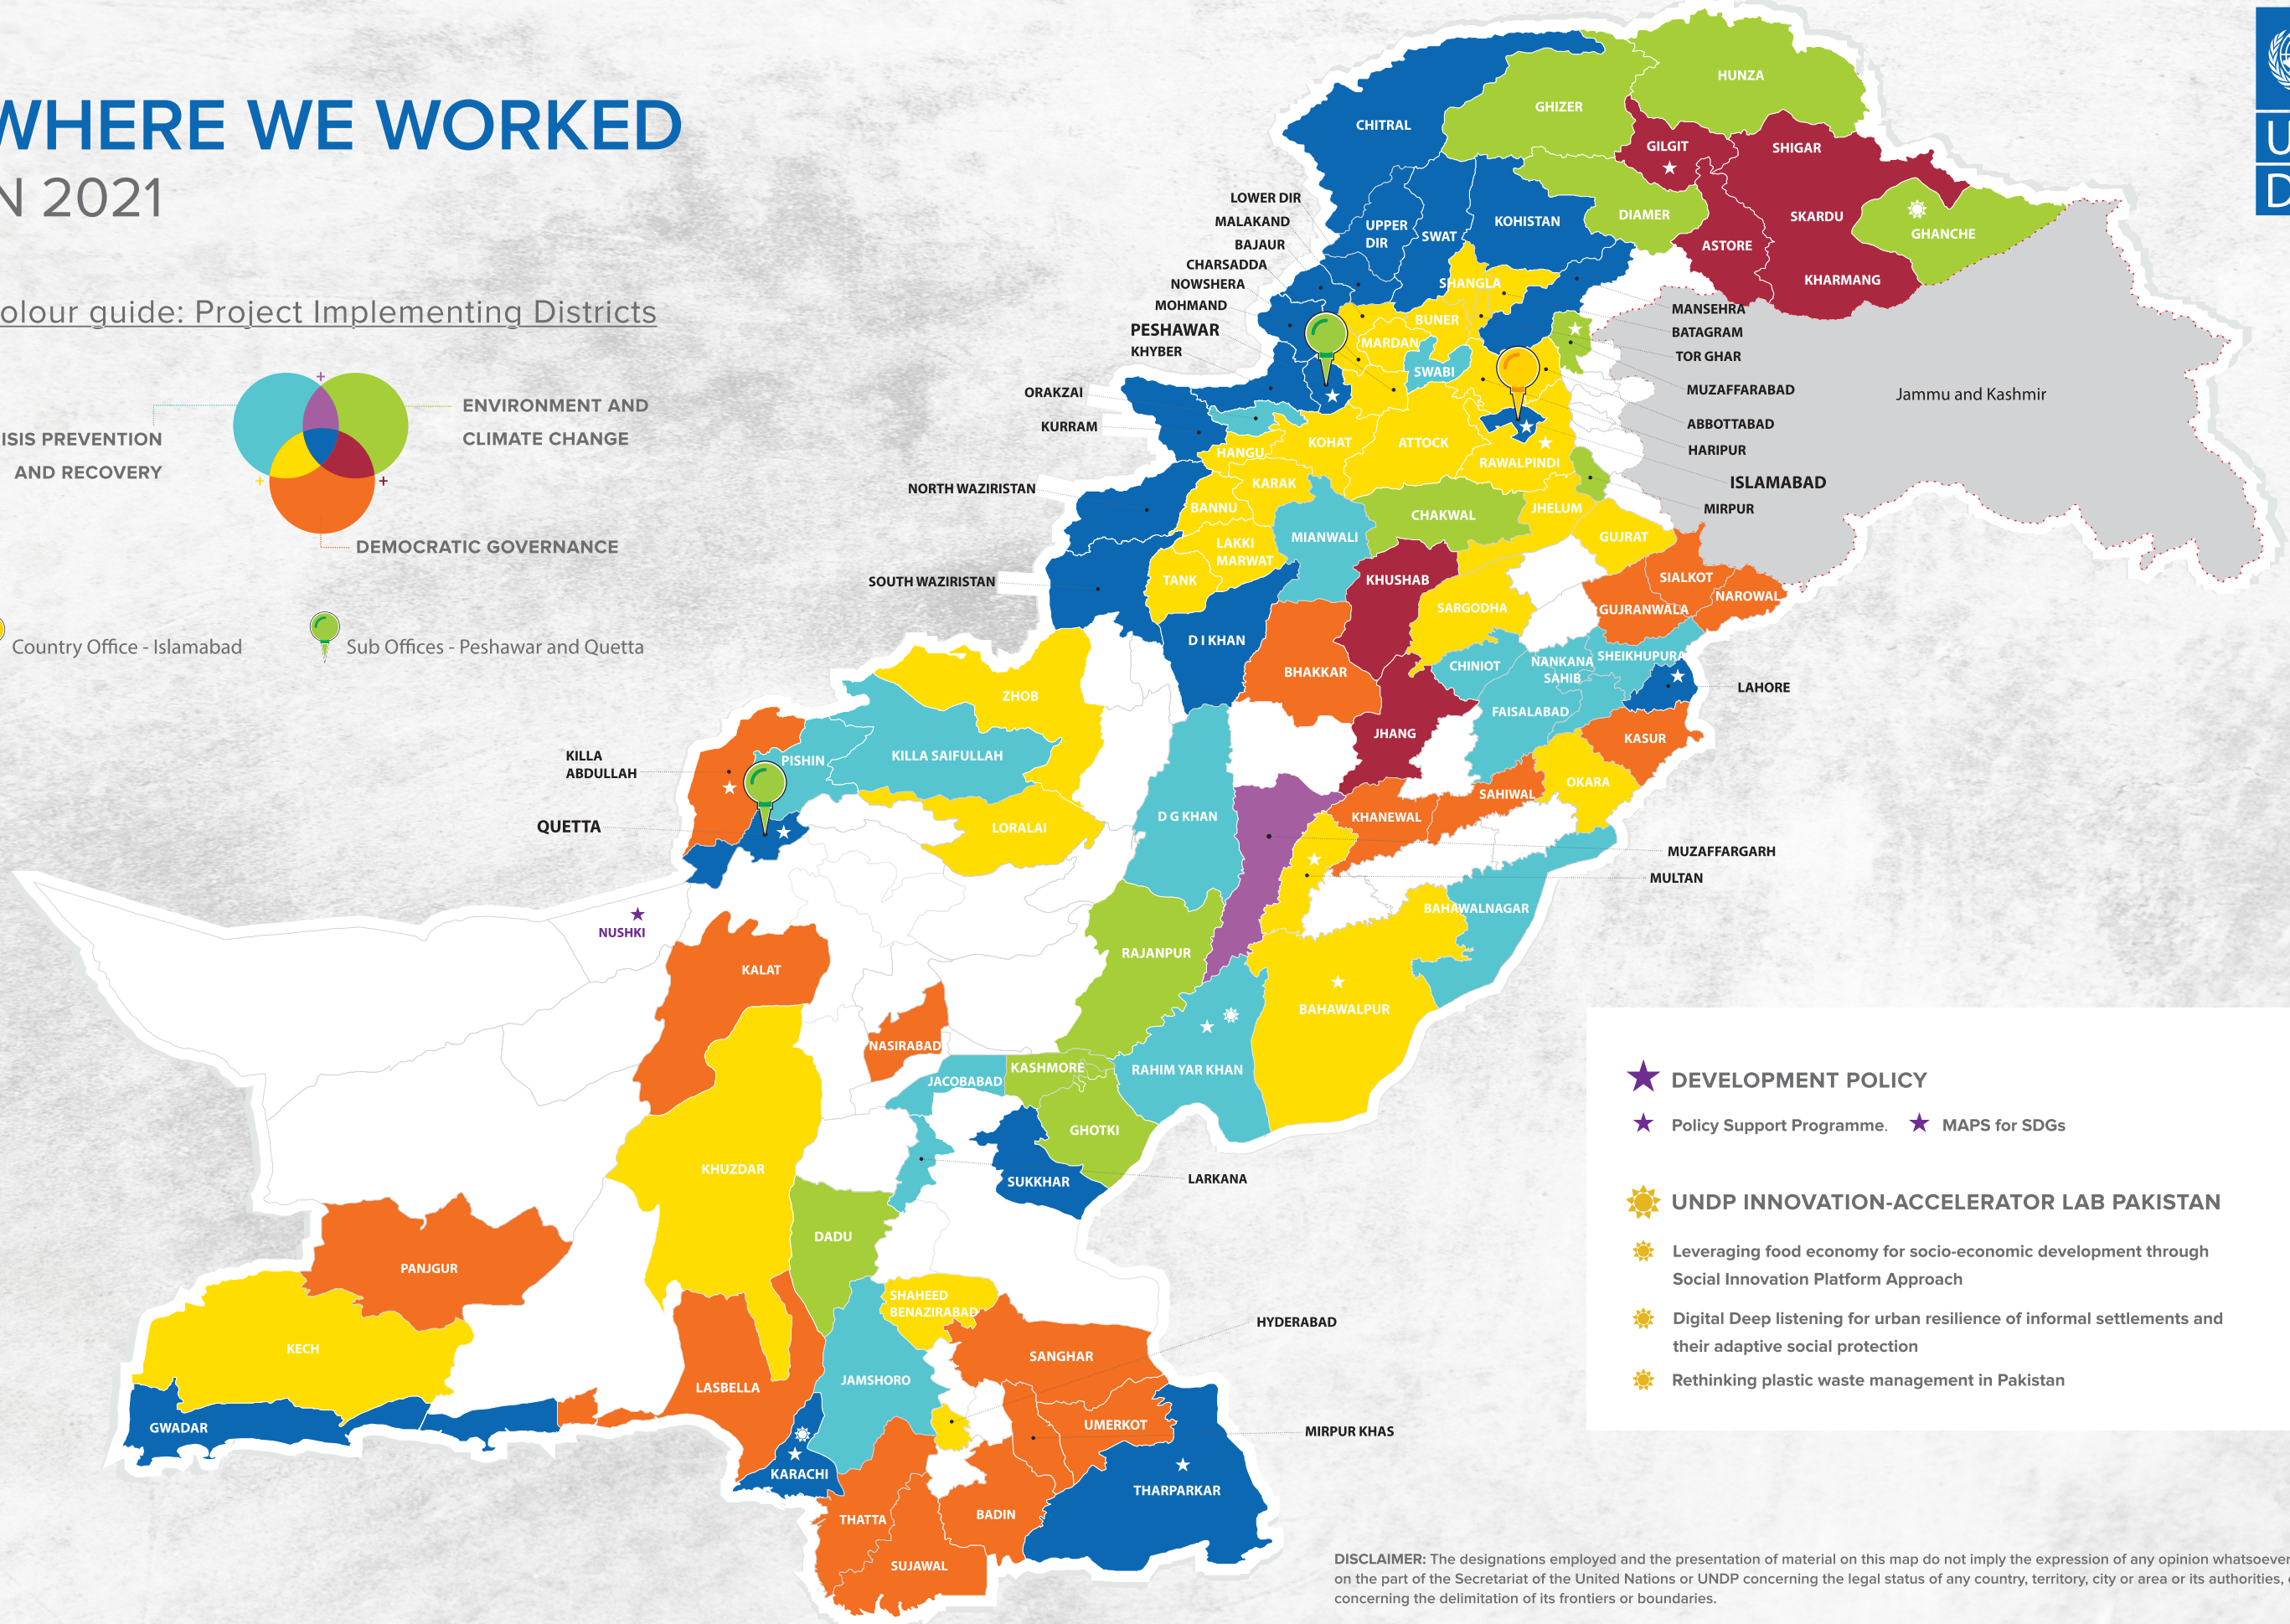 WHERE WE WORKED
N 2021
olour guide: Project Implementing Districts
ENVIRONMENT AND
CLIMATE CHANGE
ISIS PREVENTION
AND RECOVERY
DEMOCRATIC GOVERNANCE
Country Office - Islamabad
Sub Offices - Peshawar and Quetta
U
D
HUNZA
GHIZER
CHITRAL
GILGIT
SHIGAR
SKARDU
GHANCHE
DIAMER
ASTORE
KHARMANG
KOHISTAN
UPPER
DIR
SWAT
LOWER DIR
MALAKAND
BAJAUR
CHARSADDA
NOWSHERA
MOHMAND
PESHAWAR
KHYBER
ORAKZAI
KURRAM
NORTH WAZIRISTAN
SOUTH WAZIRISTAN
SHANGLA
BUNER
MARDAN
SWABI
MANSEHRA
BATAGRAM
TOR GHAR
MUZAFFARABAD
ABBOTTABAD
HARIPUR
ISLAMABAD
MIRPUR
Jammu and Kashmir
KOHAT
HANGU
ATTOCK
RAWALPINDI
KARAK
BANNU
LAKKI
MARWAT
TANK
MIANWALI
CHAKWAL
JHELUM
GUJRAT
KHUSHAB
SARGODHA
SIALKOT
NAROWAL
GUJRANWALA
D I KHAN
BHAKKAR
CHINIOT
NANKANA
SAHIB
SHEIKHUPURA
LAHORE
FAISALABAD
JHANG
KASUR
OKARA
SAHIWAL
KHANEWAL
D G KHAN
MUZAFFARGARH
MULTAN
BAHAWALNAGAR
BAHAWALPUR
RAJANPUR
RAHIM YAR KHAN
ZHOB
KILLA SAIFULLAH
PISHIN
KILLA
ABDULLAH
QUETTA
LORALAI
NUSHKI
KALAT
NASIRABAD
JACOBABAD
KASHMORE
GHOTKI
SUKKHAR
LARKANA
KHUZDAR
DADU
PANJGUR
KECH
GWADAR
LASBELLA
SHAHEED
BENAZIRABAD
JAMSHORO
SANGHAR
HYDERABAD
UMERKOT
MIRPUR KHAS
KARACHI
THARPARKAR
THATTA
BADIN
SUJAWAL
DEVELOPMENT POLICY
Policy Support Programme. MAPS for SDGs
UNDP INNOVATION-ACCELERATOR LAB PAKISTAN
Leveraging food economy for socio-economic development through
Social Innovation Platform Approach
Digital Deep listening for urban resilience of informal settlements and
their adaptive social protection
Rethinking plastic waste management in Pakistan
DISCLAIMER: The designations employed and the presentation of material on this map do not imply the expression of any opinion whatsoever
on the part of the Secretariat of the United Nations or UNDP concerning the legal status of any country, territory, city or area or its authorities,
concerning the delimitation of its frontiers or boundaries.